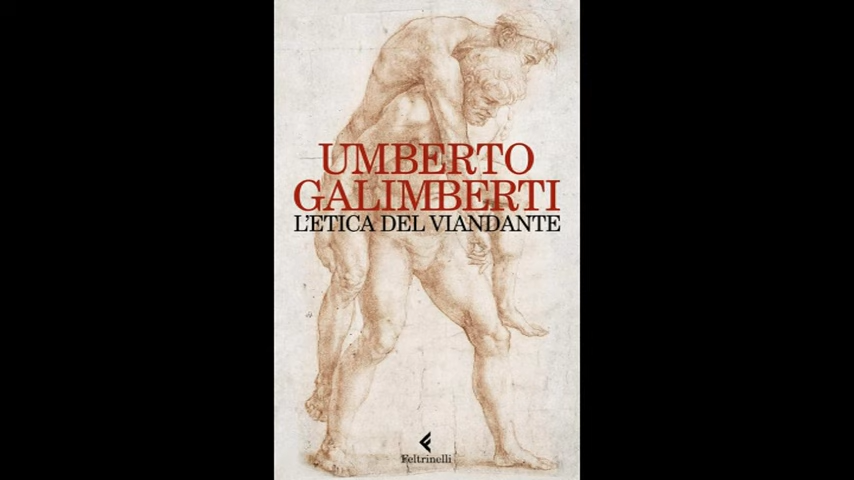 UMBERTO
GALIMBERTI
L'ETICA DEL VIANDANTE
Feltrinelli